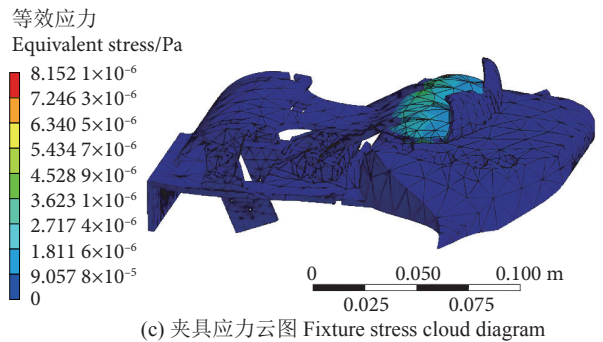 等效应力
Equivalent stress/Pa
8.152 1×10⁻⁶
7.246 3×10⁻⁶
6.340 5×10⁻⁶
5.434 7×10⁻⁶
4.528 9×10⁻⁶
3.623 1×10⁻⁶
2.717 4×10⁻⁶
1.811 6×10⁻⁶
9.057 8×10⁻⁵
0
0 0.050 0.100 m
0.025 0.075
(c) 夹具应力云图 Fixture stress cloud diagram